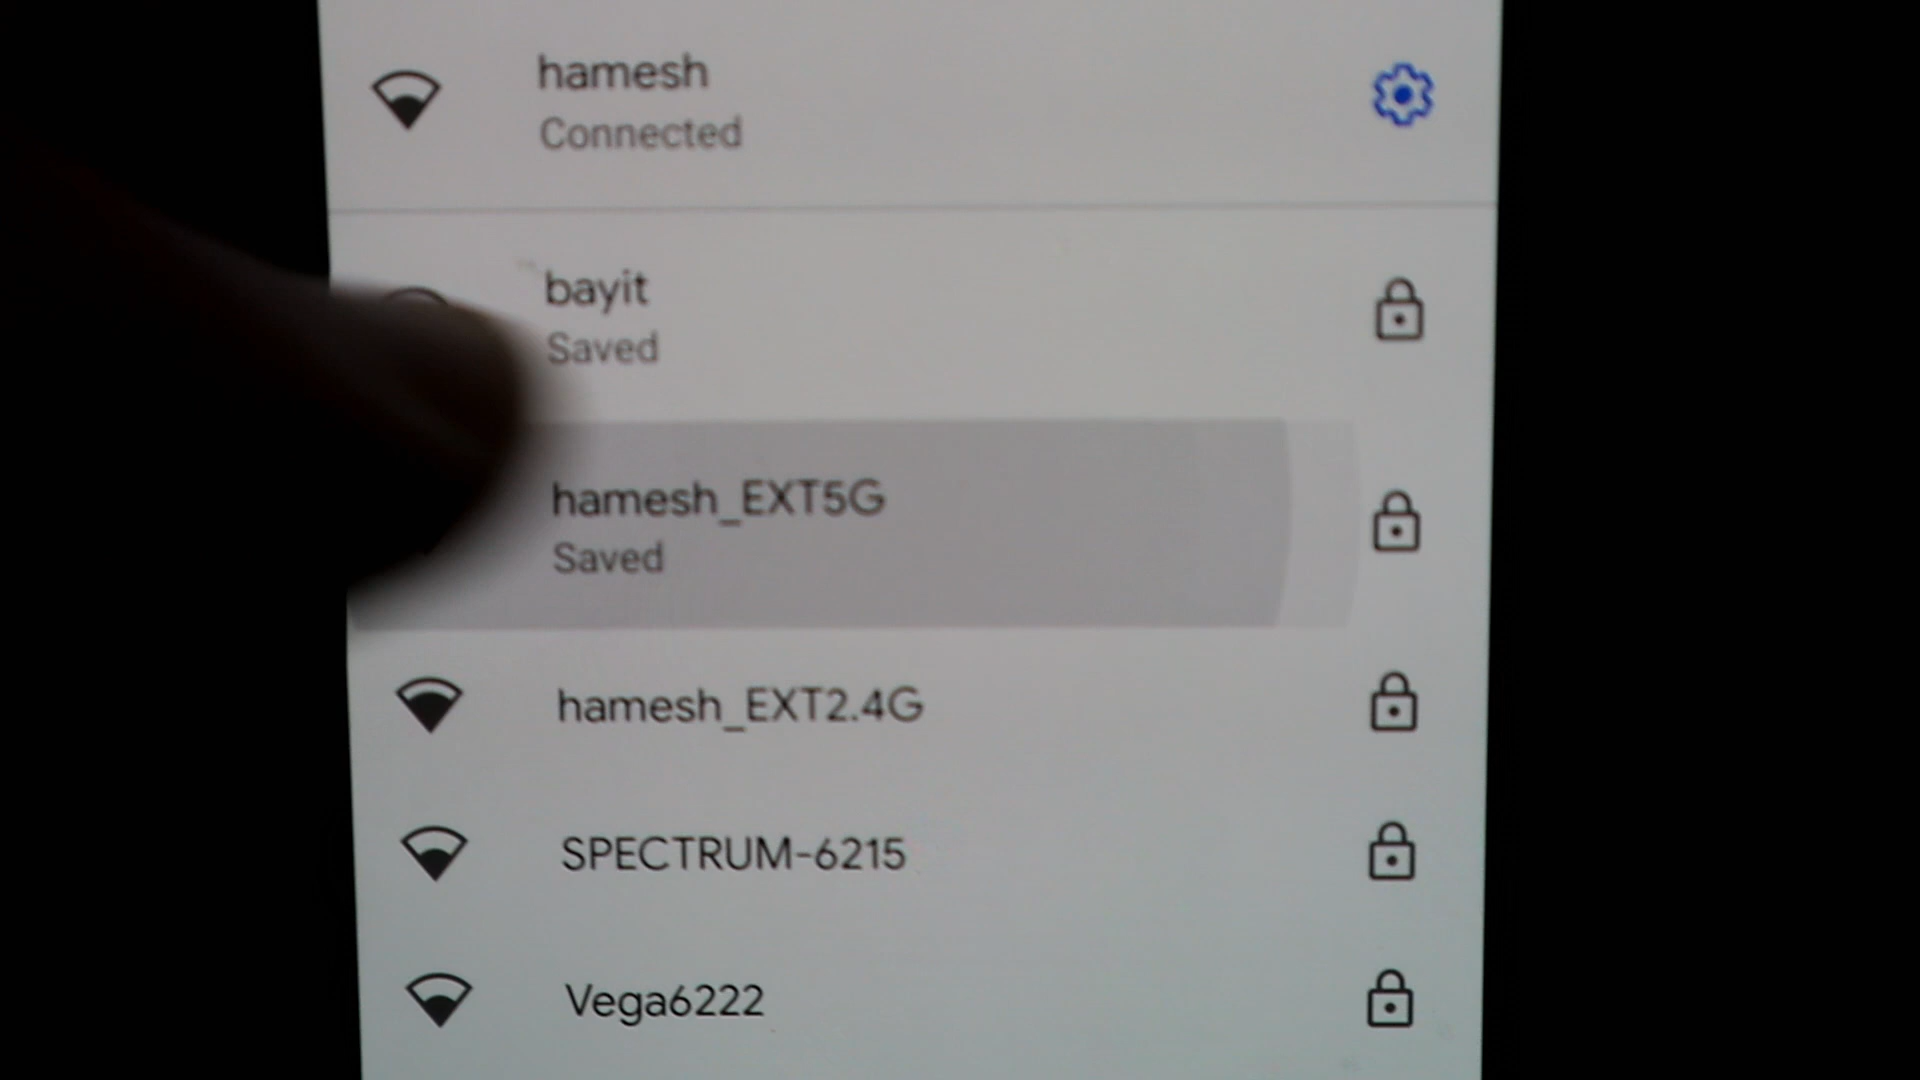 hamesh
Connected
bayit
Saved
hamesh_EXT5G
Saved
hamesh_EXT2.4G
SPECTRUM-6215
Vega6222